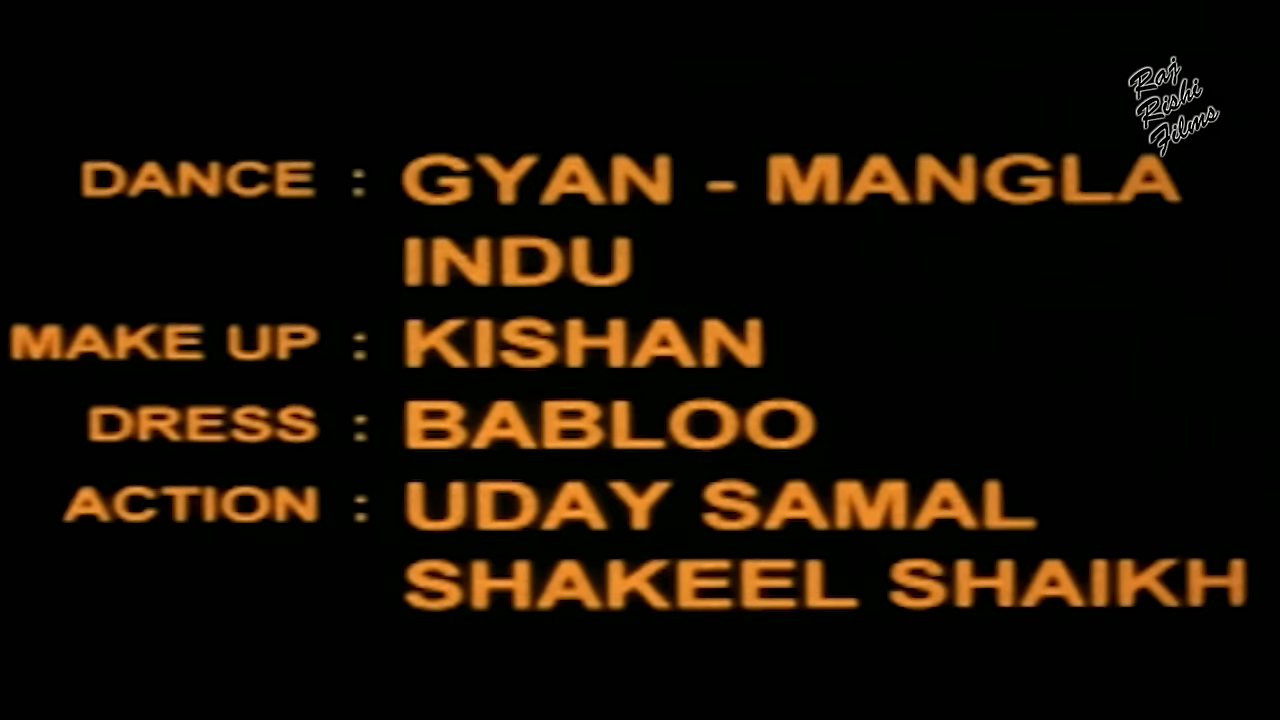 Raj
Rishi
Films
DANCE : GYAN - MANGLA
INDU
MAKE UP : KISHAN
DRESS : BABLOO
ACTION : UDAY SAMAL
SHAKEEL SHAIKH